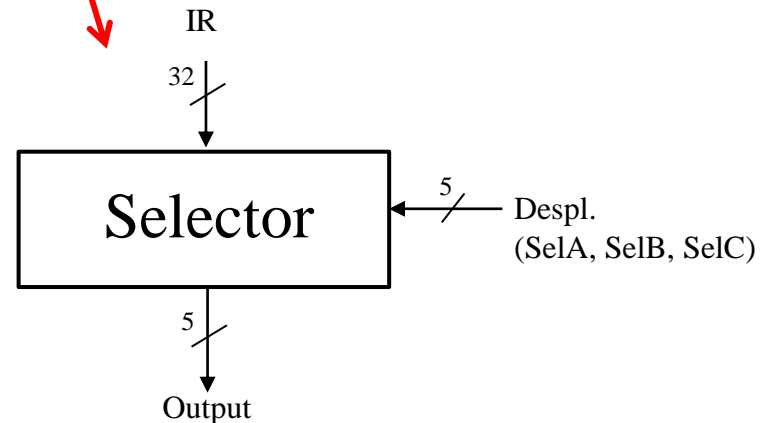 IR
32
Selector
5
Despl.
(SelA, SelB, SelC)
5
Output